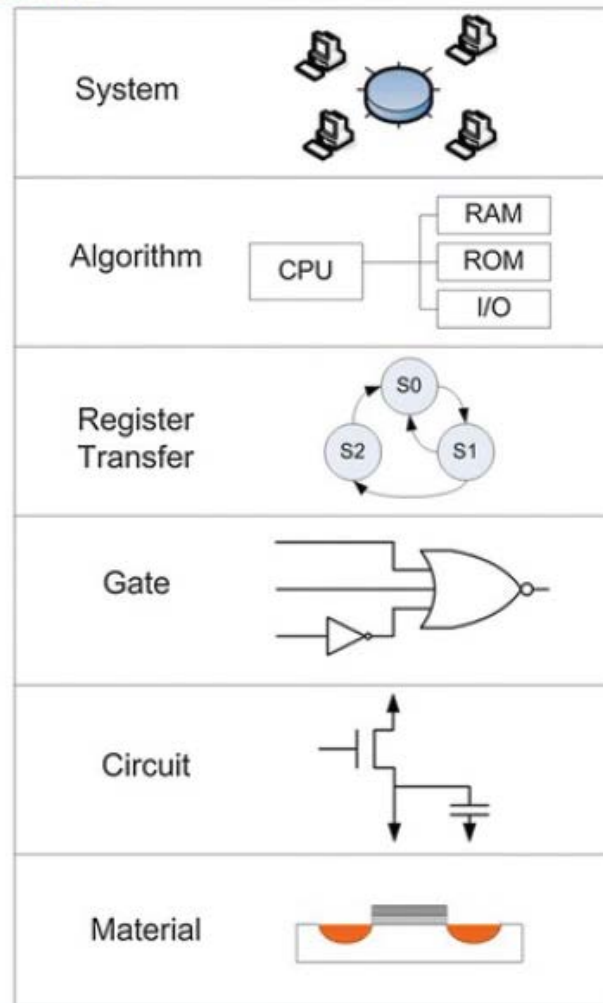 System
Algorithm
CPU
RAM
ROM
I/O
Register
Transfer
S0
S2
S1
Gate
Circuit
Material